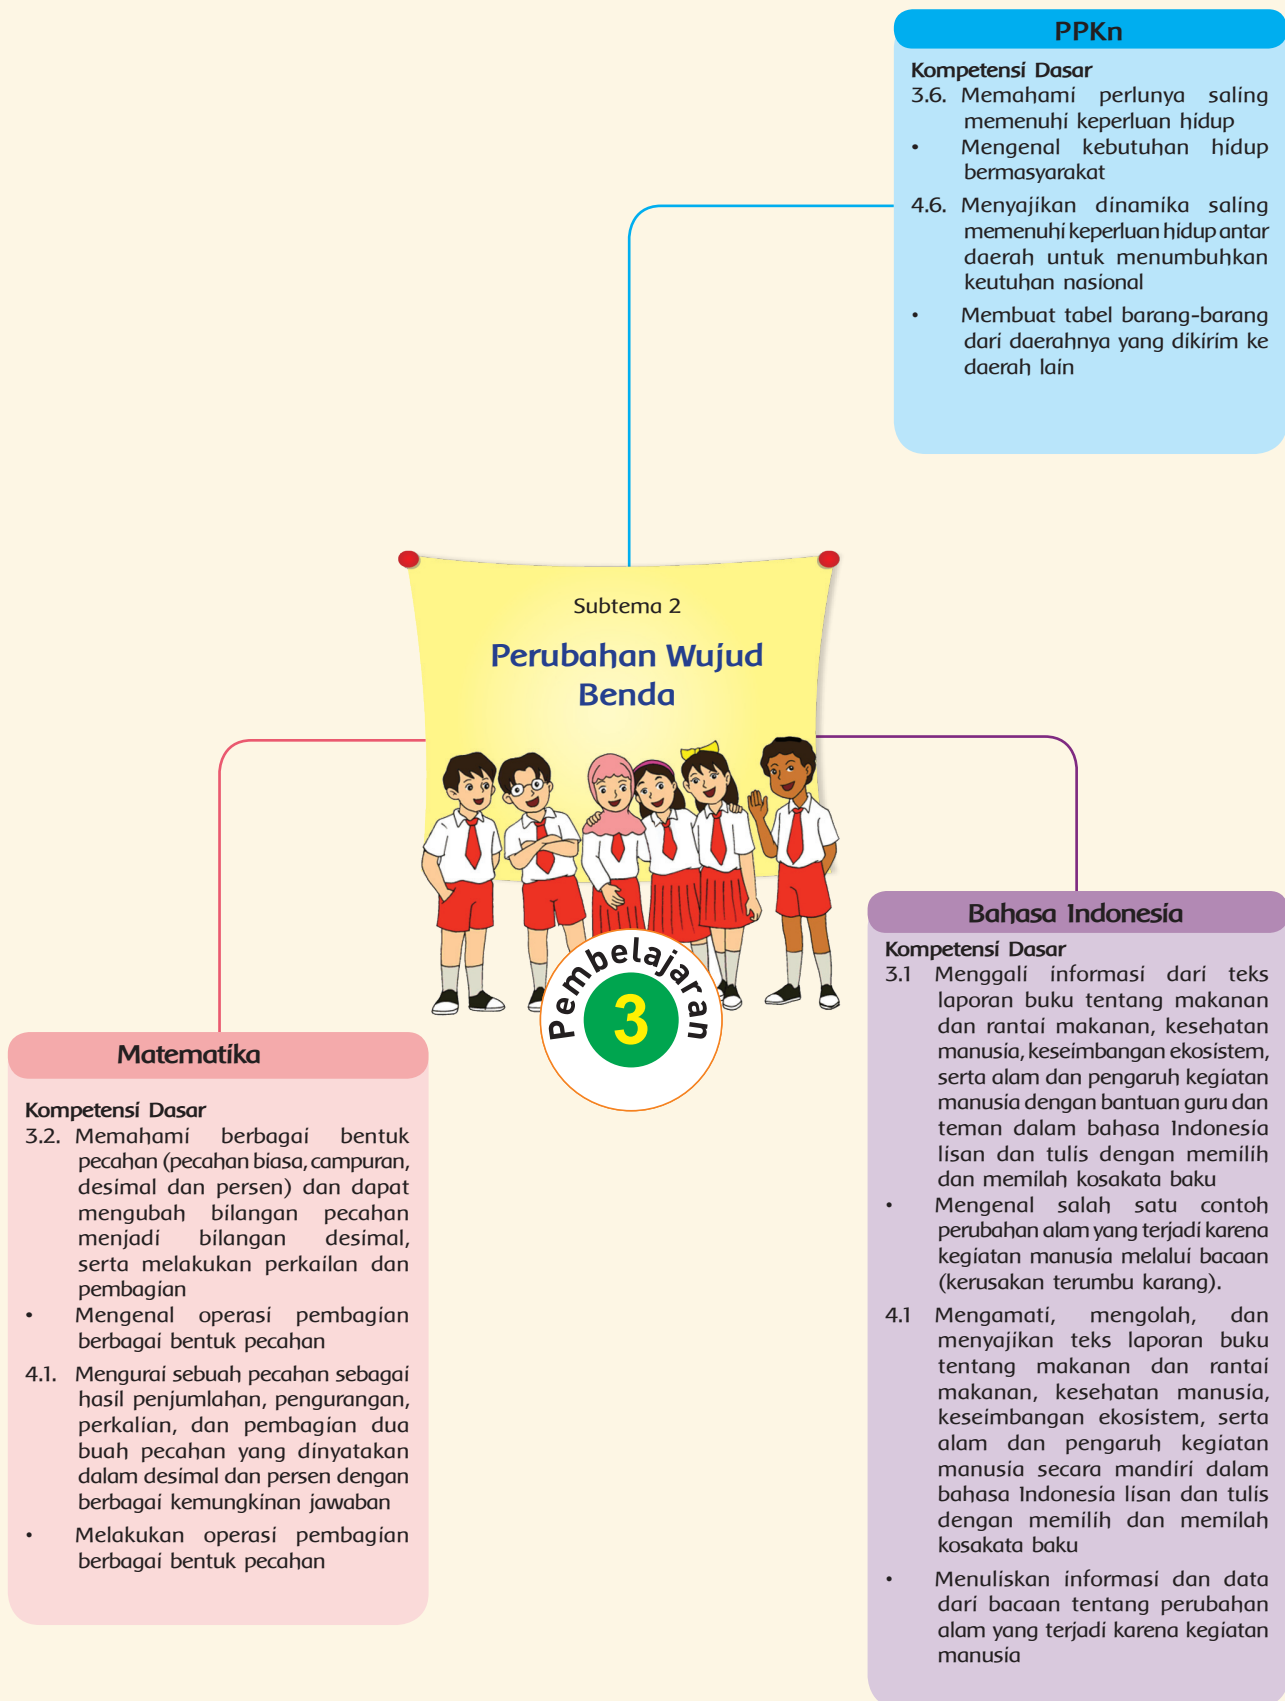 PPKn
Kompetensi Dasar
3.6. Memahami perlunya saling
memenuhi keperluan hidup
• Mengenal kebutuhan hidup
bermasyarakat
4.6. Menyajikan dinamika saling
memenuhi keperluan hidup antar
daerah untuk menumbuhkan
keutuhan nasional
• Membuat tabel barang-barang
dari daerahnya yang dikirim ke
daerah lain
Subtema 2
Perubahan Wujud
Benda
Pembelajaran
3
Matematika
Kompetensi Dasar
3.2. Memahami berbagai bentuk
pecahan (pecahan biasa, campuran,
desimal dan persen) dan dapat
mengubah bilangan pecahan
menjadi bilangan desimal,
serta melakukan perkailan dan
pembagian
• Mengenal operasi pembagian
berbagai bentuk pecahan
4.1. Mengurai sebuah pecahan sebagai
hasil penjumlahan, pengurangan,
perkalian, dan pembagian dua
buah pecahan yang dinyatakan
dalam desimal dan persen dengan
berbagai kemungkinan jawaban
• Melakukan operasi pembagian
berbagai bentuk pecahan
Bahasa Indonesia
Kompetensi Dasar
3.1 Menggali informasi dari teks
laporan buku tentang makanan
dan rantai makanan, kesehatan
manusia, keseimbangan ekosistem,
serta alam dan pengaruh kegiatan
manusia dengan bantuan guru dan
teman dalam bahasa Indonesia
lisan dan tulis dengan memilih
dan memilah kosakata baku
• Mengenal salah satu contoh
perubahan alam yang terjadi karena
kegiatan manusia melalui bacaan
(kerusakan terumbu karang).
4.1 Mengamati, mengolah, dan
menyajikan teks laporan buku
tentang makanan dan rantai
makanan, kesehatan manusia,
keseimbangan ekosistem, serta
alam dan pengaruh kegiatan
manusia secara mandiri dalam
bahasa Indonesia lisan dan tulis
dengan memilih dan memilah
kosakata baku
• Menuliskan informasi dan data
dari bacaan tentang perubahan
alam yang terjadi karena kegiatan
manusia